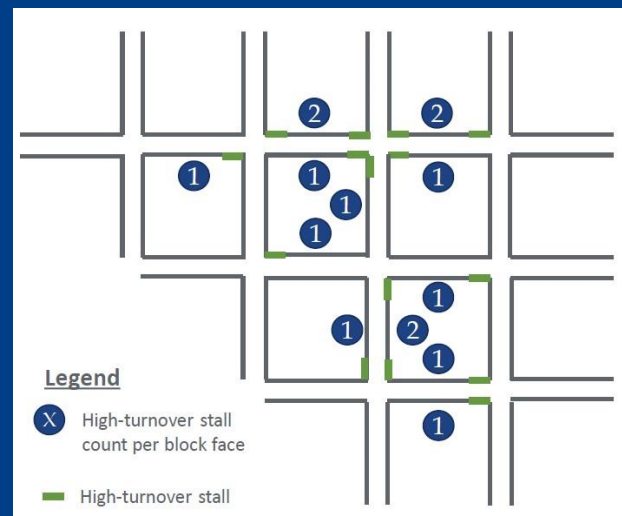 2 2
1 1 1
1
1
1 1
1 2
1
Legend
1
X High-turnover stall
count per block face
High-turnover stall